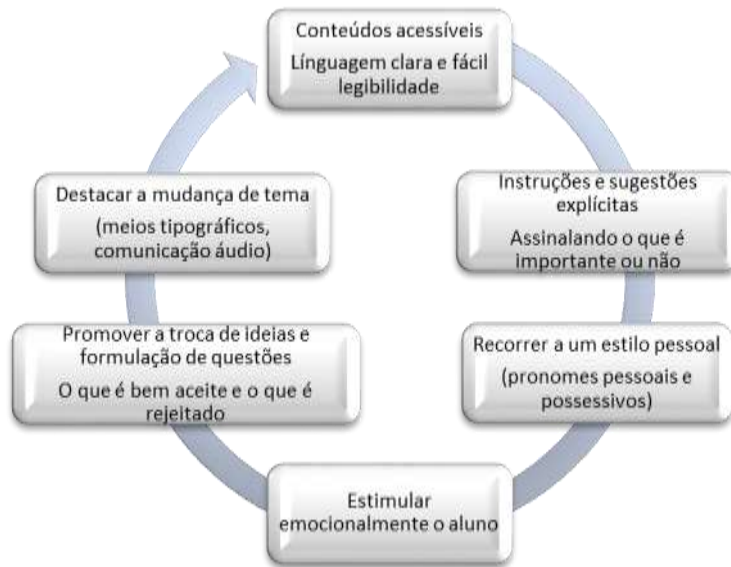 Conteúdos acessíveis
Línguagem clara e fácil
legibilidade
Instruções e sugestões
explícitas
Assinalando o que é
importante ou não
Recorrer a um estilo pessoal
(pronomes pessoais e
possessivos)
Estimular
emocionalmente o aluno
Promover a troca de ideias e
formulação de questões
O que é bem aceite e o que é
rejeitado
Destacar a mudança de tema
(meios tipográficos,
comunicação áudio)